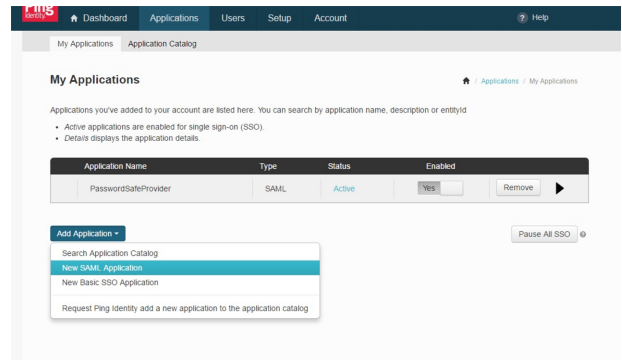 Ping
Identity
Dashboard Applications Users Setup Account ? Help
My Applications Application Catalog
My Applications
/ Applications / My Applications
Applications you've added to your account are listed here. You can search by application name, description or entityId
• Active applications are enabled for single sign-on (SSO).
• Details displays the application details.
Application Name Type Status Enabled
PasswordSafeProvider SAML Active Yes Remove
Add Application Pause All SSO
Search Application Catalog
New SAML Application
New Basic SSO Application
Request Ping Identity add a new application to the application catalog